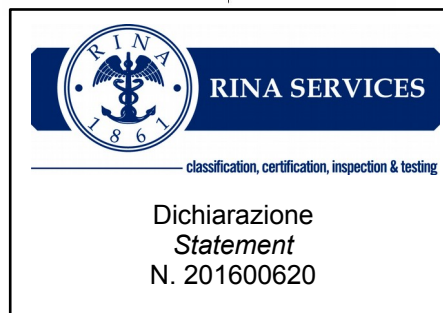 RINA
1861
RINA SERVICES
classification, certification, inspection & testing
Dichiarazione
Statement
N. 201600620